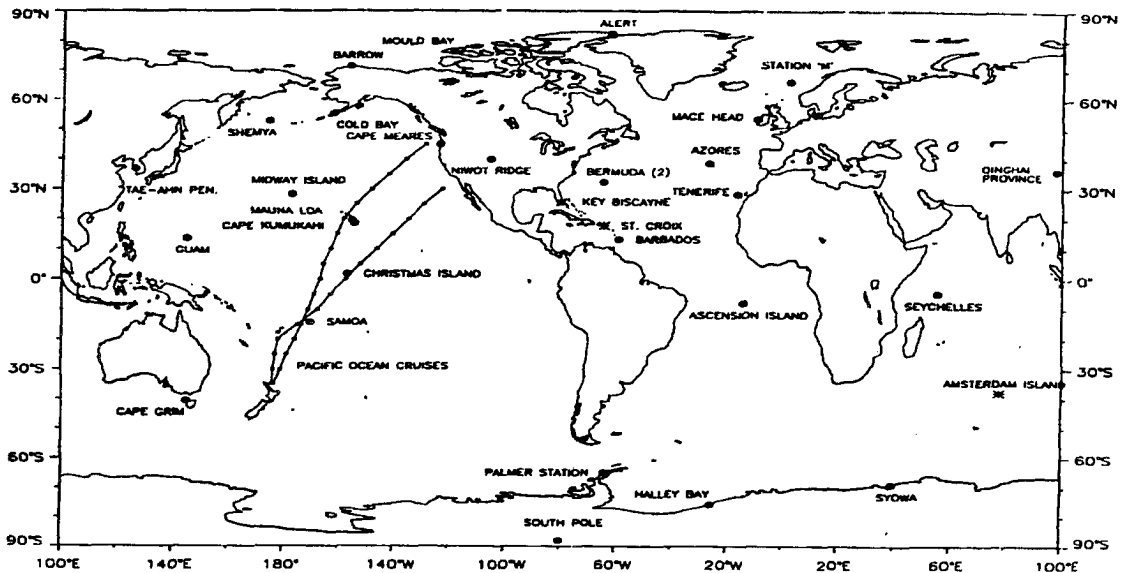 90°N
90°N
ALERT
MOULD BAY
BARROW
STATION "M"
60°N
60°N
COLD BAY
MACE HEAD
SHEMYA
CAPE MEARES
AZORES
NIWOT RIDGE
BERMUDA (2)
QINGHAI
PROVINCE
30°N
TAE-AHN PEN.
MIDWAY ISLAND
TENERIFE
30°N
KEY BISCAYNE
MAUNA LOA
CAPE KUMUKAHI
ST. CROIX
GUAM
BARBADOS
0°
CHRISTMAS ISLAND
0°
SEYCHELLES
ASCENSION ISLAND
SAMOA
30°S
PACIFIC OCEAN CRUISES
30°S
AMSTERDAM ISLAND
CAPE GRIM
60°S
60°S
PALMER STATION
HALLEY BAY
SYOWA
SOUTH POLE
90°S
90°S
100°E 140°E 180° 140°W 100°W 60°W 20°W 20°E 60°E 100°E